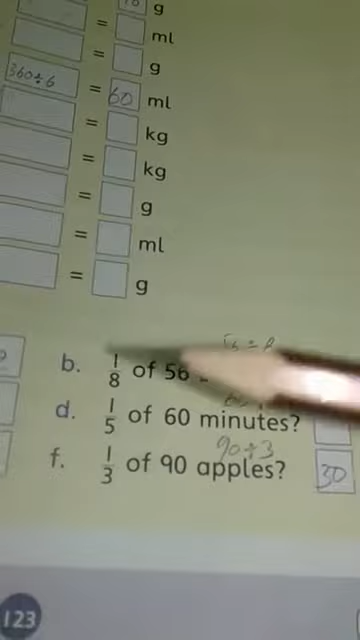 g
= ml
= g
360÷6 = 60 ml
= kg
= kg
= g
= ml
= g
b. 1/8 of 56
d. 1/5 of 60 minutes?
90÷3
f. 1/3 of 90 apples? 30
123